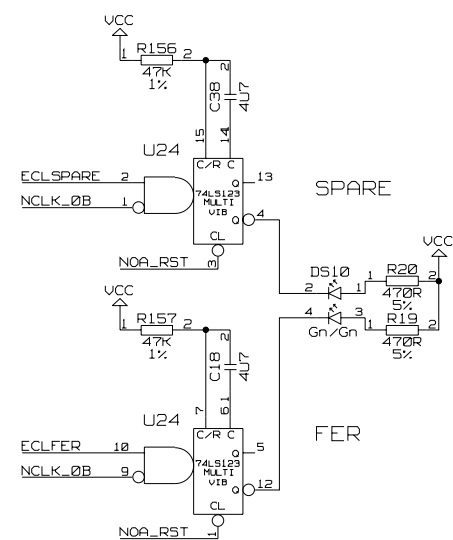 VCC
1 R156 2
47K
1%
2
C38
4U7
15
14 1
U24
C/R C
ECLSPARE 2
Q 13
74LS123
MULTI
VIB
SPARE
NCLK_0B 1
Q 4
CL
NOA_RST 3
VCC
DS10
2 1
1 R20 2
470R
5%
4 3
Gn/Gn
1 R19 2
470R
5%
VCC
1 R157 2
47K
1%
2
C18
4U7
7
6 1
U24
C/R C
FER
ECLFER 10
Q 5
74LS123
MULTI
VIB
NCLK_0B 9
Q 12
CL
NOA_RST 1